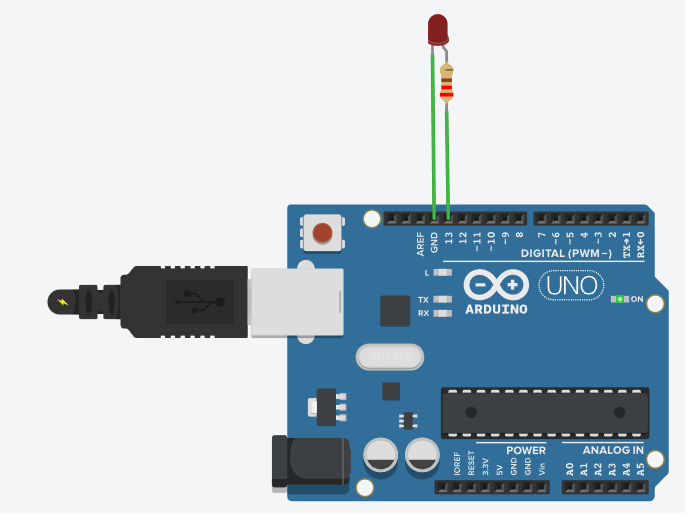 AREF
GND
13
12
~11
~10
~9
8
7
~6
~5
4
~3
2
TX→1
RX←0
DIGITAL (PWM~)
L
TX
RX
UNO
ARDUINO
ON
POWER
ANALOG IN
IOREF
RESET
3.3V
5V
GND
GND
Vin
A0
A1
A2
A3
A4
A5